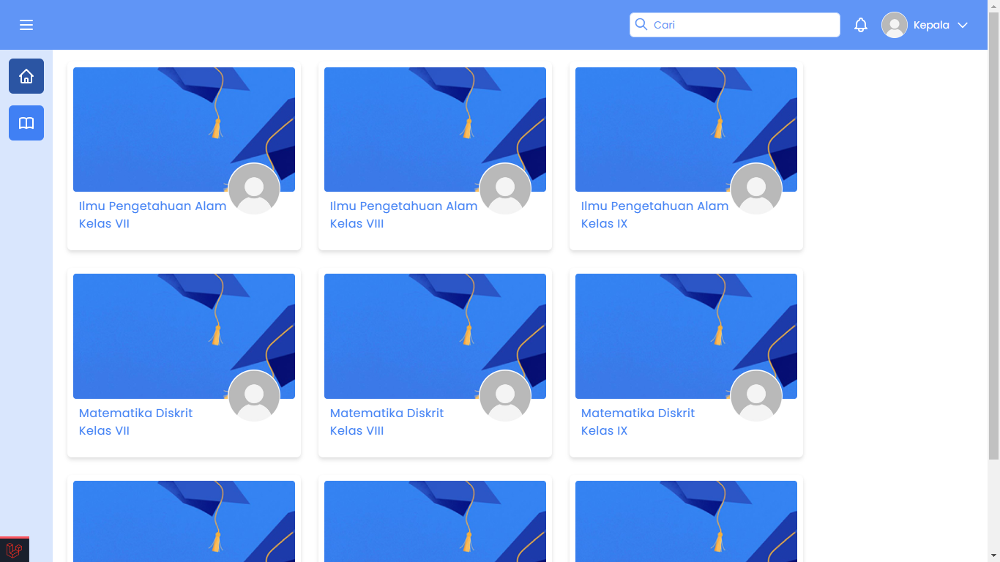 Cari
Kepala
Ilmu Pengetahuan Alam
Kelas VII
Ilmu Pengetahuan Alam
Kelas VIII
Ilmu Pengetahuan Alam
Kelas IX
Matematika Diskrit
Kelas VII
Matematika Diskrit
Kelas VIII
Matematika Diskrit
Kelas IX